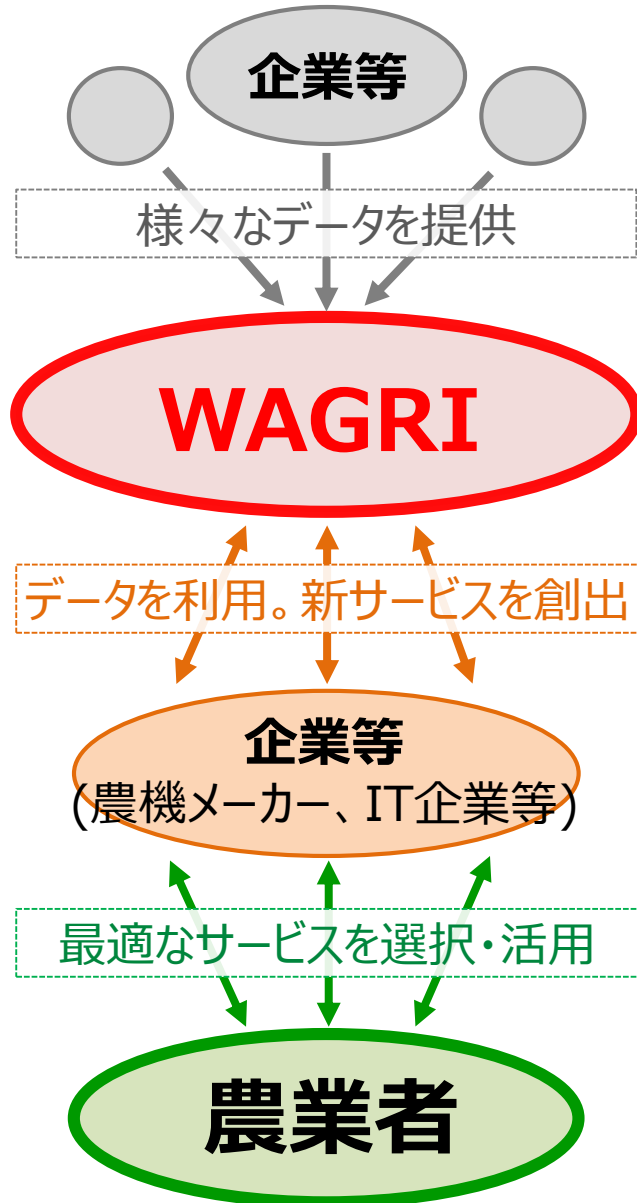 企業等
様々なデータを提供
WAGRI
データを利用。新サービスを創出
企業等
(農機メーカー、IT企業等)
最適なサービスを選択・活用
農業者